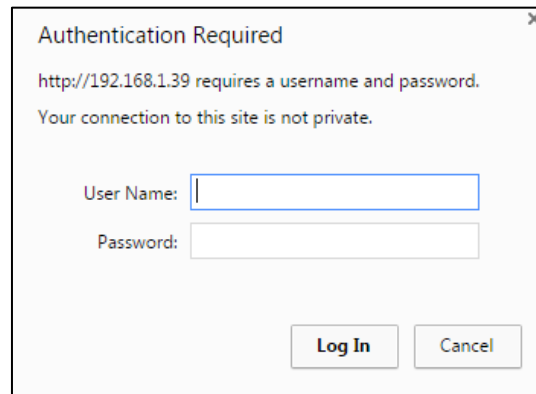 Authentication Required
http://192.168.1.39 requires a username and password.
Your connection to this site is not private.
User Name:
Password:
Log In Cancel